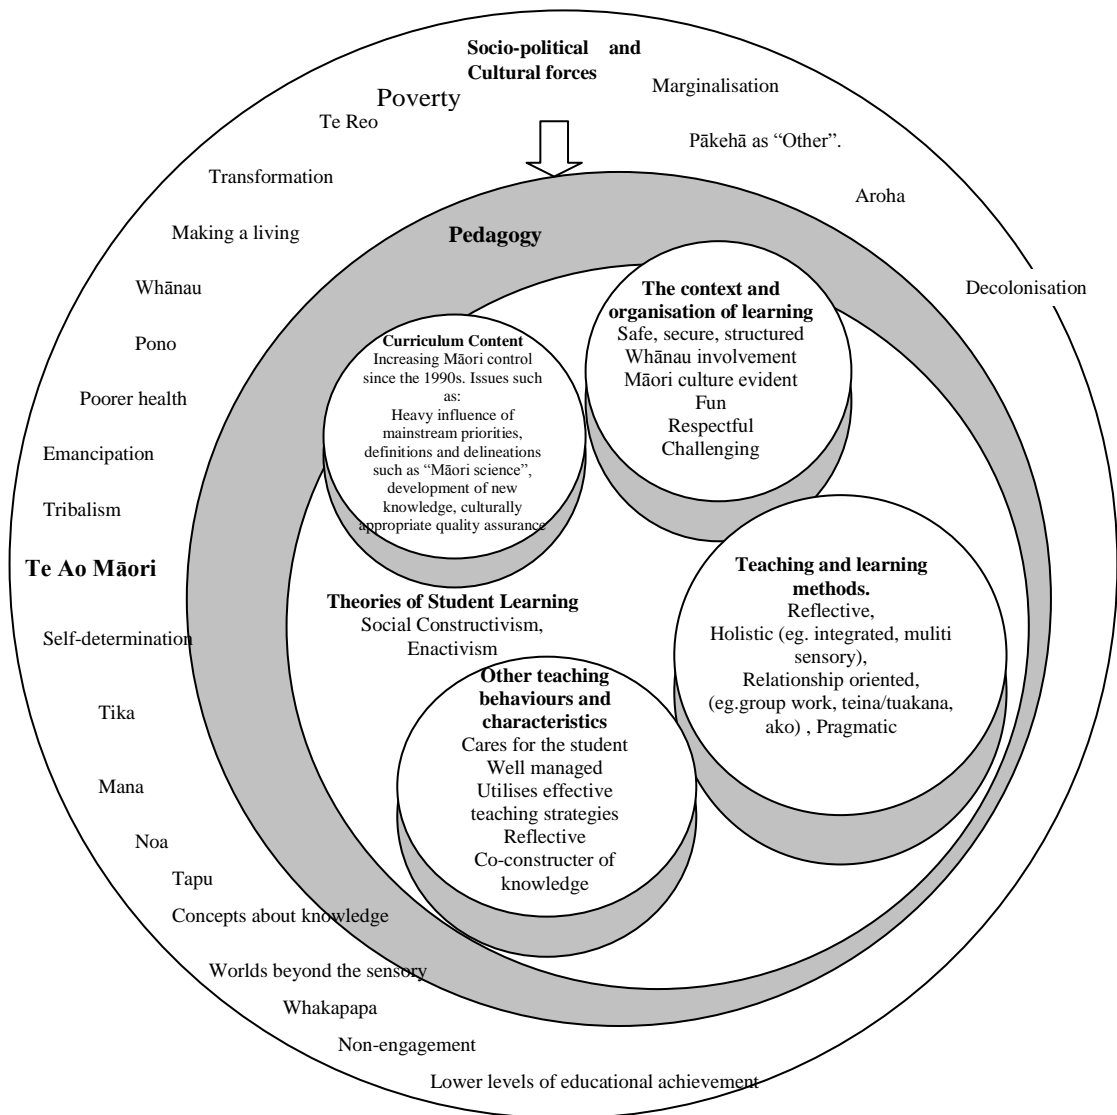 Socio-political and
Cultural forces
Poverty
Marginalisation
Te Reo
Pākehā as “Other”.
Transformation
Aroha
Making a living
Pedagogy
Whānau
Decolonisation
Pono
Poorer health
Emancipation
Tribalism
Te Ao Māori
Self-determination
Tika
Mana
Noa
Tapu
Concepts about knowledge
Worlds beyond the sensory
Whakapapa
Non-engagement
Lower levels of educational achievement
The context and
organisation of learning
Safe, secure, structured
Whānau involvement
Māori culture evident
Fun
Respectful
Challenging
Curriculum Content
Increasing Māori control
since the 1990s. Issues such
as:
Heavy influence of
mainstream priorities,
definitions and delineations
such as “Māori science”,
development of new
knowledge, culturally
appropriate quality assurance
Teaching and learning
methods.
Reflective,
Holistic (eg. integrated, muliti
sensory),
Relationship oriented,
(eg.group work, teina/tuakana,
ako) , Pragmatic
Theories of Student Learning
Social Constructivism,
Enactivism
Other teaching
behaviours and
characteristics
Cares for the student
Well managed
Utilises effective
teaching strategies
Reflective
Co-constructer of
knowledge